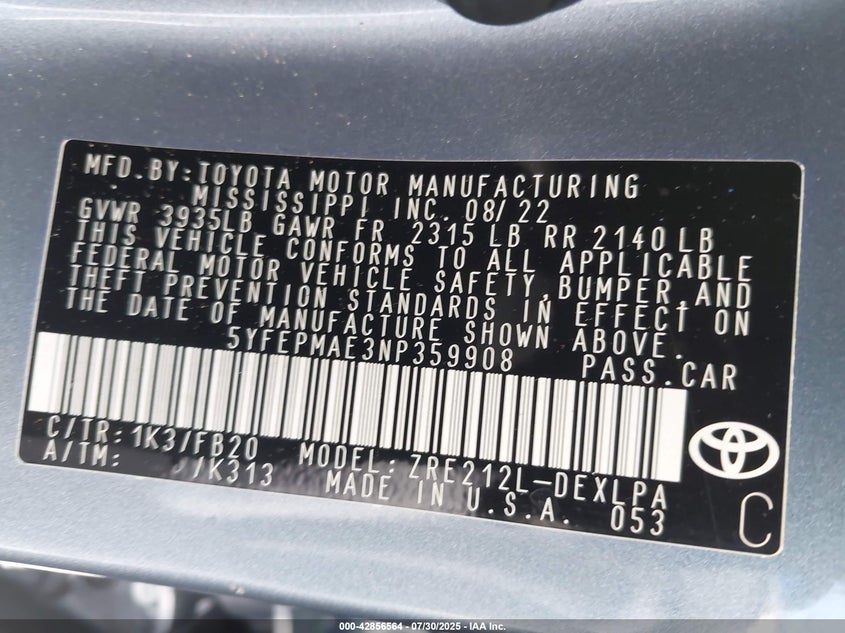 MFD.BY:TOYOTA MOTOR MANUFACTURING
MISSISSIPPI INC. 08/22
GVWR 3935LB GAWR FR 2315 LB RR 2140 LB
THIS VEHICLE CONFORMS TO ALL APPLICABLE
FEDERAL MOTOR VEHICLE SAFETY,BUMPER,AND
THEFT PREVENTION STANDARDS IN EFFECT ON
THE DATE OF MANUFACTURE SHOWN ABOVE.
5YFEPMAE3NP359908 PASS.CAR
C/TR:1K3/FB20 MODEL:ZRE212L-DEXLPA
A/TM: /K313 MADE IN U.S.A. 053
C
000-42856564 / 07/30/2025 - IAA Inc.